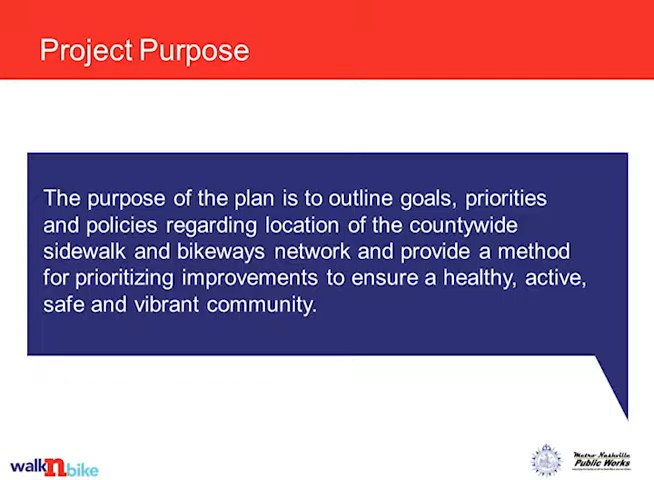 Project Purpose
The purpose of the plan is to outline goals, priorities
and policies regarding location of the countywide
sidewalk and bikeways network and provide a method
for prioritizing improvements to ensure a healthy, active,
safe and vibrant community.
walknbike
Metro Nashville
Public Works